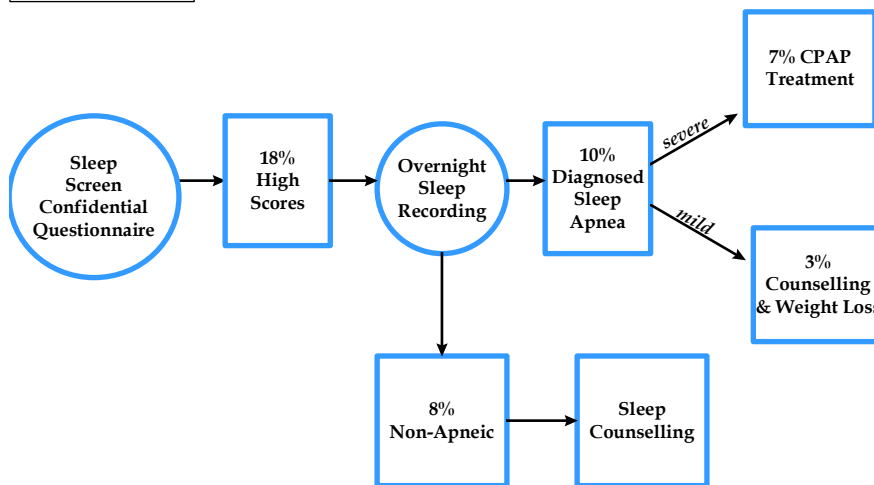 Sleep
Screen
Confidential
Questionnaire
18%
High
Scores
Overnight
Sleep
Recording
10%
Diagnosed
Sleep
Apnea
severe
7% CPAP
Treatment
mild
3%
Counselling
& Weight Loss
8%
Non-Apneic
Sleep
Counselling